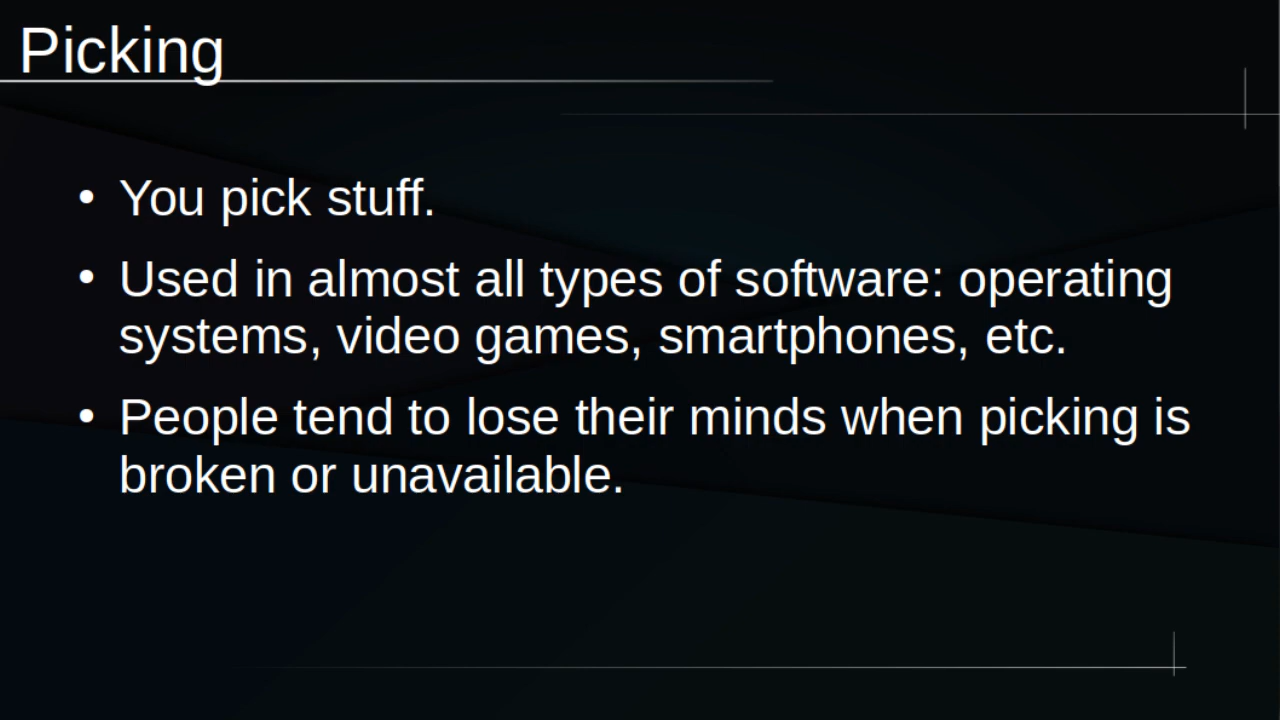 Picking
• You pick stuff.
• Used in almost all types of software: operating
systems, video games, smartphones, etc.
• People tend to lose their minds when picking is
broken or unavailable.